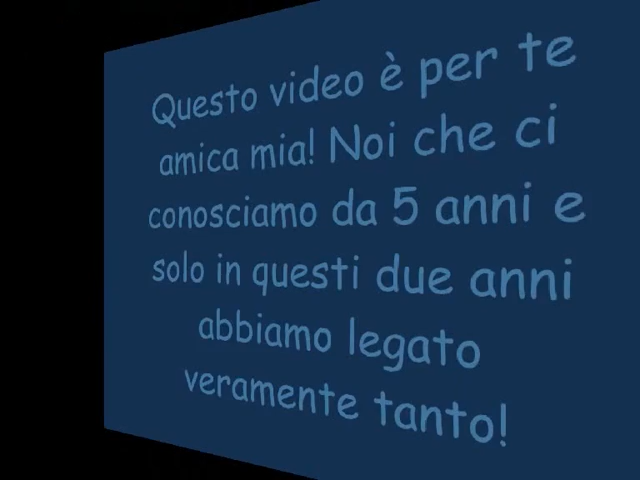 Questo video è per te
amica mia! Noi che ci
conosciamo da 5 anni e
solo in questi due anni
abbiamo legato
veramente tanto!